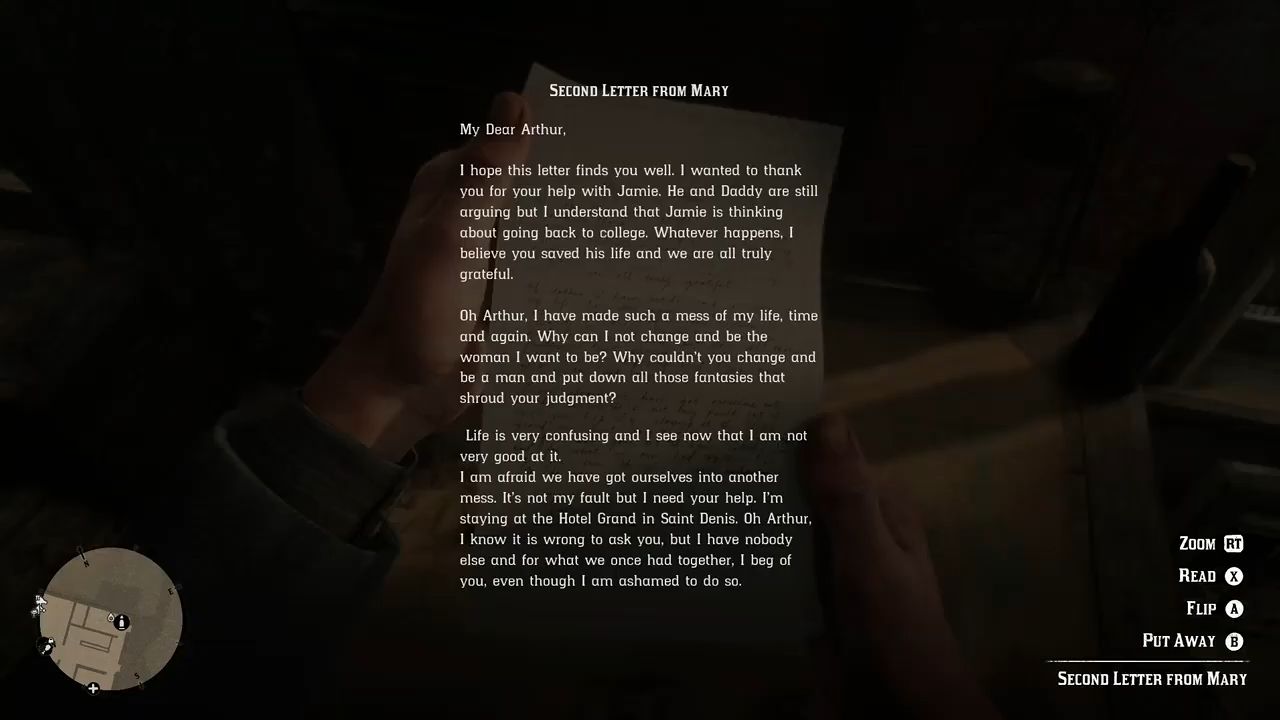 Second Letter from Mary
My Dear Arthur,
I hope this letter finds you well. I wanted to thank
you for your help with Jamie. He and Daddy are still
arguing but I understand that Jamie is thinking
about going back to college. Whatever happens, I
believe you saved his life and we are all truly
grateful.
Oh Arthur, I have made such a mess of my life, time
and again. Why can I not change and be the
woman I want to be? Why couldn't you change and
be a man and put down all those fantasies that
shroud your judgment?
Life is very confusing and I see now that I am not
very good at it.
I am afraid we have got ourselves into another
mess. It's not my fault but I need your help. I'm
staying at the Hotel Grand in Saint Denis. Oh Arthur,
I know it is wrong to ask you, but I have nobody
else and for what we once had together, I beg of
you, even though I am ashamed to do so.
Zoom RT
Read X
Flip A
Put Away B
Second Letter from Mary